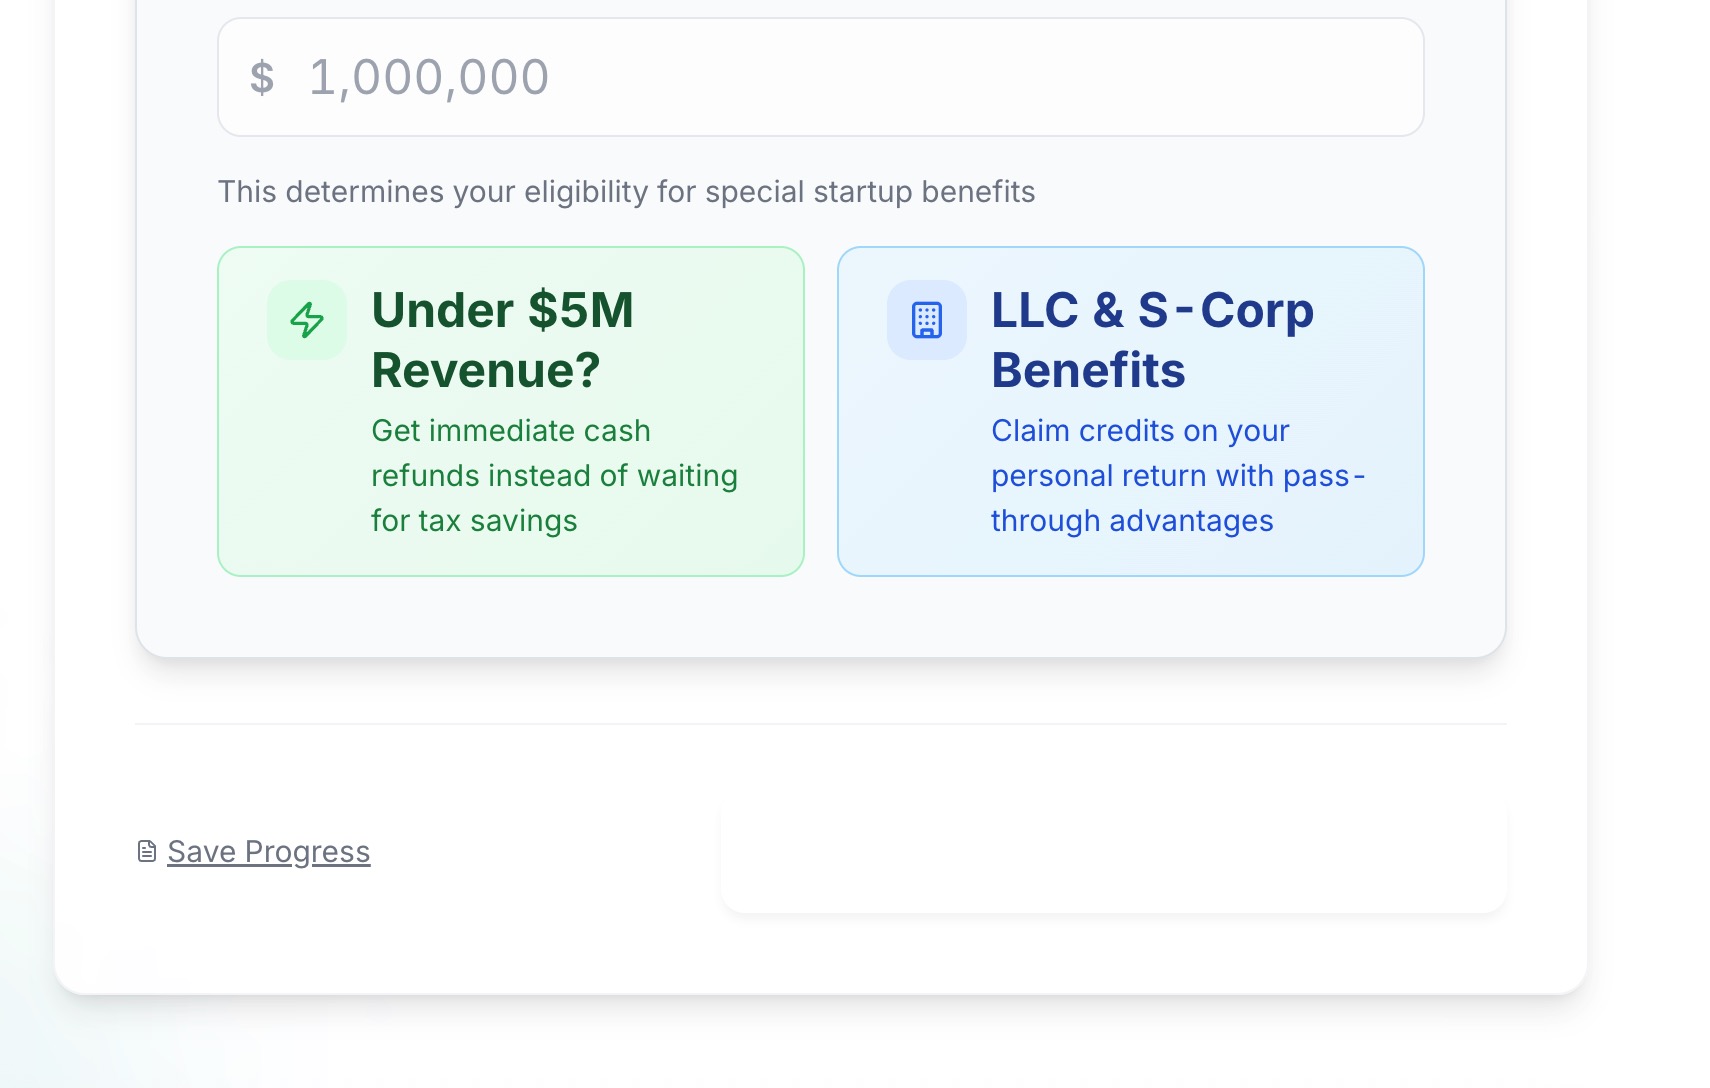 $ 1,000,000
This determines your eligibility for special startup benefits
Under $5M
Revenue?
Get immediate cash
refunds instead of waiting
for tax savings
LLC & S-Corp
Benefits
Claim credits on your
personal return with pass-
through advantages
Save Progress